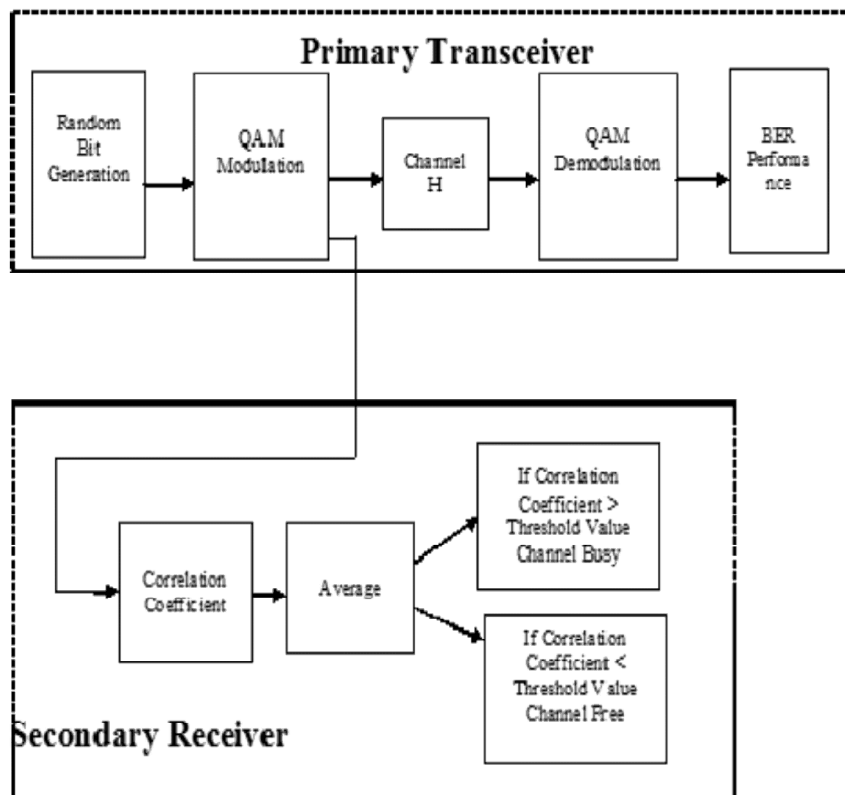 Primary Transceiver
Random
Bit
Generation
QAM
Modullation
Channel
H
QAM
Demodulation
BER
Performa
nce
If Correlation
Coefficient >
Threshold Value
Channel Busy
Correlation
Coefficient
Average
If Correlation
Coefficient <
Threshold Value
Channel Free
Secondary Receiver